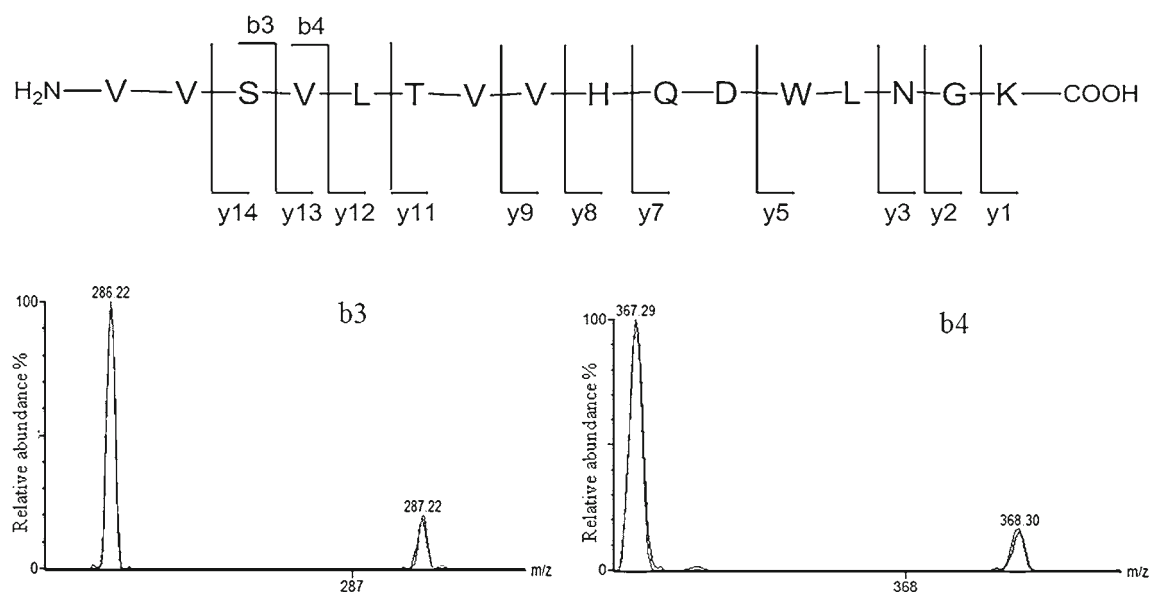 b3 b4
H₂N V V S V L T V V H Q D W L N G K COOH
y14 y13 y12 y11 y9 y8 y7 y5 y3 y2 y1
b3
Relative abundance %
100
0
286.22
287.22
287
m/z
b4
Relative abundance %
100
0
367.29
368.30
368
m/z